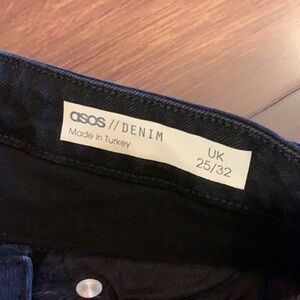 asos // DENIM
Made in Turkey
UK
25/32